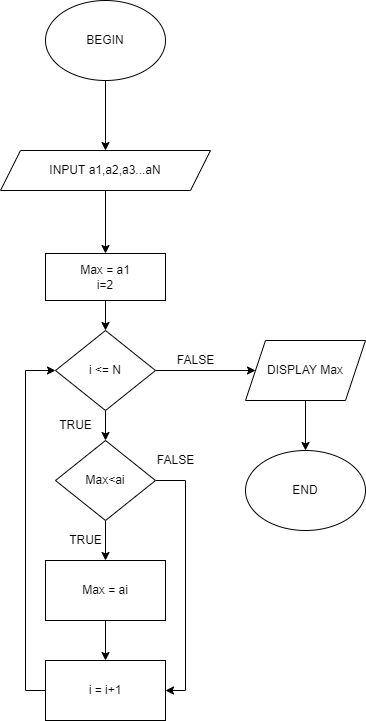 BEGIN
INPUT a1,a2,a3...aN
Max = a1
i=2
i <= N
FALSE
DISPLAY Max
TRUE
Max<ai
FALSE
END
TRUE
Max = ai
i = i+1